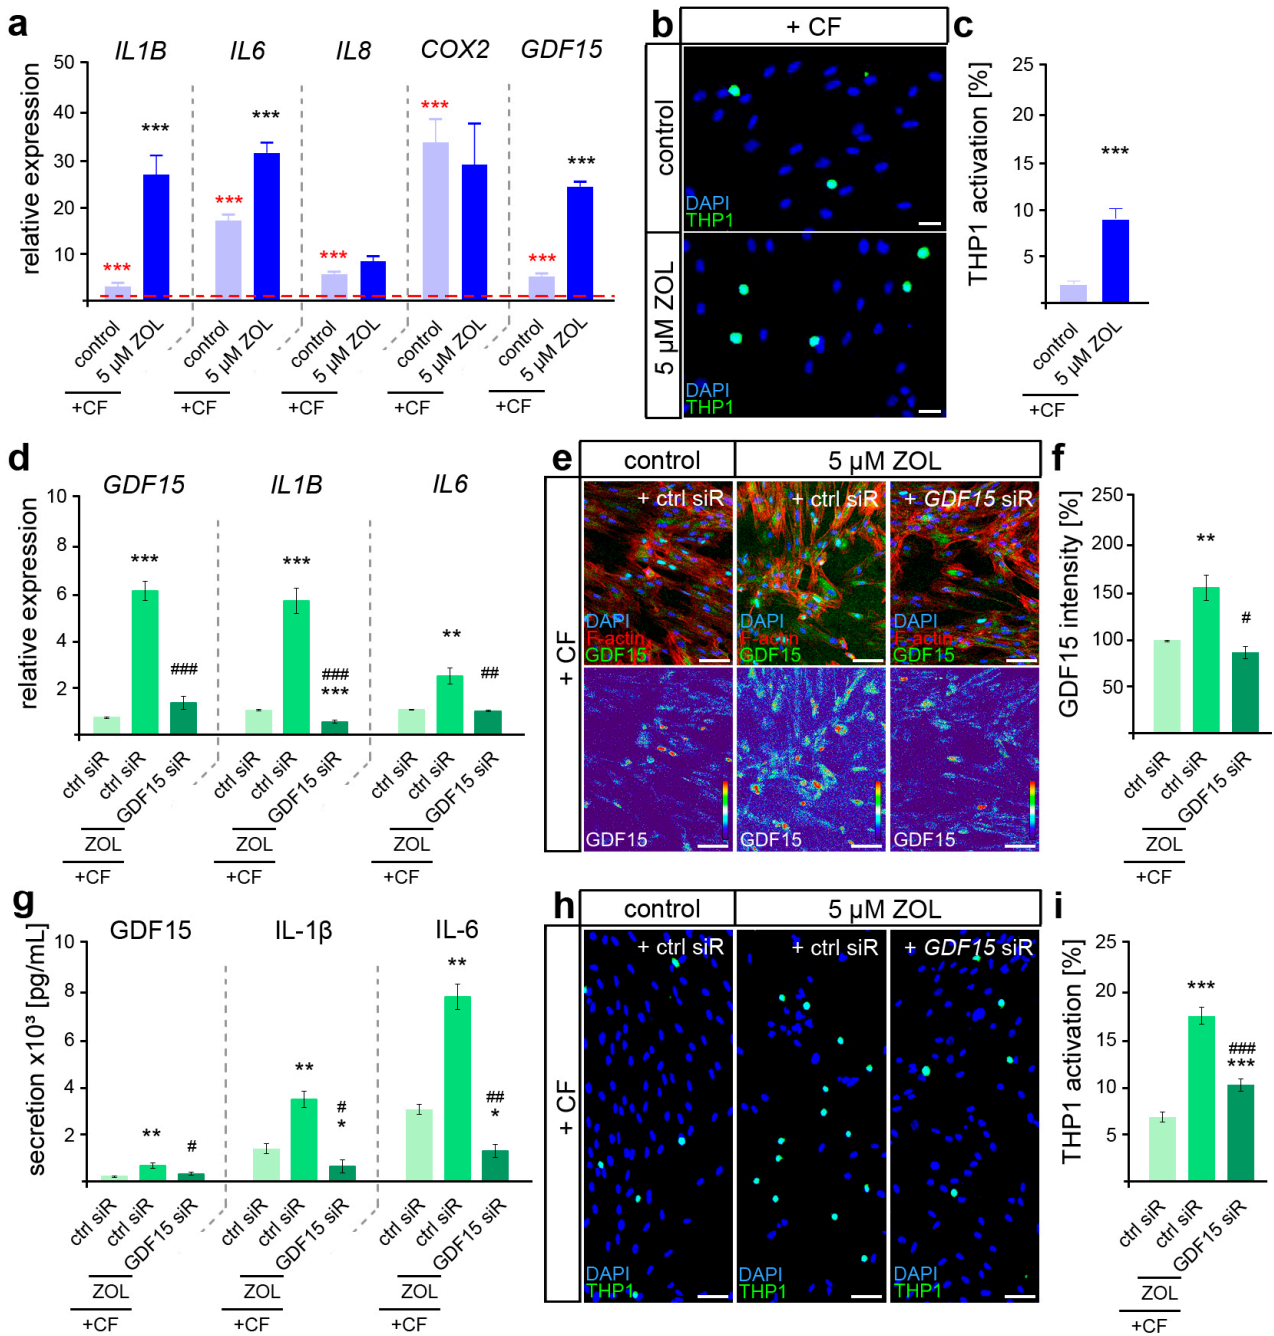 a
IL1B IL6 IL8 COX2 GDF15
relative expression
50
40
30
20
10
*** *** *** *** *** *** *** ***
control 5 µM ZOL control 5 µM ZOL control 5 µM ZOL control 5 µM ZOL control 5 µM ZOL
+CF +CF +CF +CF +CF
b
+ CF
control
DAPI
THP1
5 µM ZOL
DAPI
THP1
c
THP1 activation [%]
25
20
15
10
5
***
control 5 µM ZOL
+CF
d
GDF15 IL1B IL6
relative expression
10
8
6
4
2
*** ### *** ### *** ** ##
ctrl siR ctrl siR GDF15 siR ctrl siR ctrl siR GDF15 siR ctrl siR ctrl siR GDF15 siR
ZOL ZOL ZOL
+CF +CF +CF
e
control 5 µM ZOL
+ CF
+ ctrl siR + ctrl siR + GDF15 siR
DAPI DAPI DAPI
F-actin F-actin F-actin
GDF15 GDF15 GDF15
GDF15 GDF15 GDF15
f
GDF15 intensity [%]
250
200
150
100
50
** #
ctrl siR ctrl siR GDF15 siR
ZOL
+CF
g
GDF15 IL-1β IL-6
secretion x10³ [pg/mL]
10
8
6
4
2
** # ** # * ** ## *
ctrl siR ctrl siR GDF15 siR ctrl siR ctrl siR GDF15 siR ctrl siR ctrl siR GDF15 siR
ZOL ZOL ZOL
+CF +CF +CF
h
control 5 µM ZOL
+ CF
+ ctrl siR + ctrl siR + GDF15 siR
DAPI DAPI DAPI
THP1 THP1 THP1
i
THP1 activation [%]
25
20
15
10
5
*** ### ***
ctrl siR ctrl siR GDF15 siR
ZOL
+CF